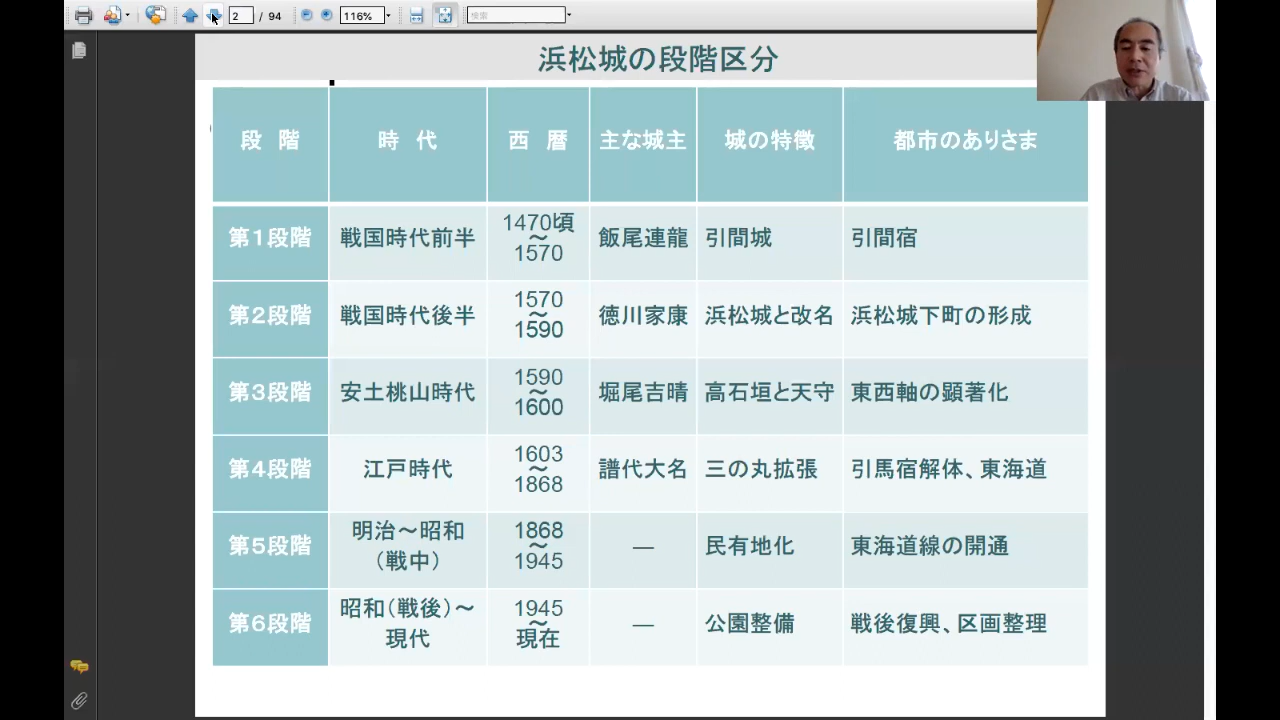 2 / 94 116% 検索
浜松城の段階区分
段 階 時 代 西 暦 主な城主 城の特徴 都市のありさま
第1段階 戦国時代前半 1470頃～1570 飯尾連龍 引間城 引間宿
第2段階 戦国時代後半 1570～1590 徳川家康 浜松城と改名 浜松城下町の形成
第3段階 安土桃山時代 1590～1600 堀尾吉晴 高石垣と天守 東西軸の顕著化
第4段階 江戸時代 1603～1868 譜代大名 三の丸拡張 引馬宿解体、東海道
第5段階 明治～昭和（戦中） 1868～1945 ― 民有地化 東海道線の開通
第6段階 昭和（戦後）～現代 1945～現在 ― 公園整備 戦後復興、区画整理